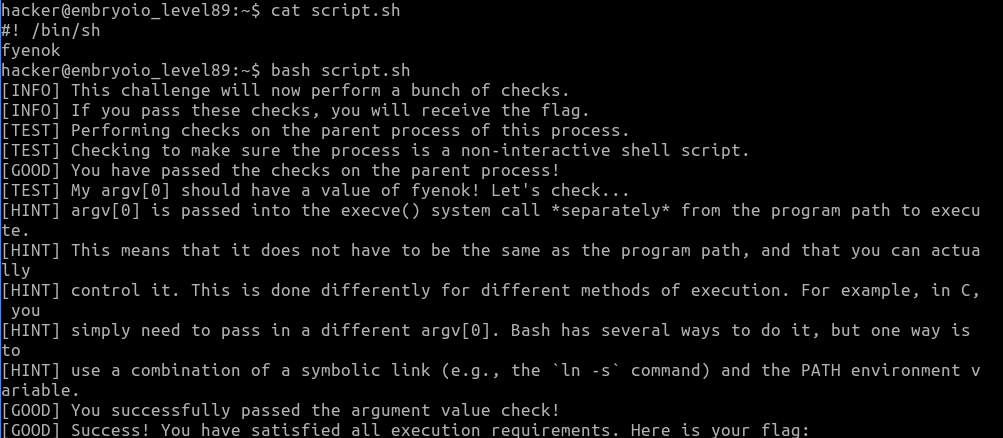 hacker@embryoio_level89:~$ cat script.sh
#! /bin/sh
fyenok
hacker@embryoio_level89:~$ bash script.sh
[INFO] This challenge will now perform a bunch of checks.
[INFO] If you pass these checks, you will receive the flag.
[TEST] Performing checks on the parent process of this process.
[TEST] Checking to make sure the process is a non-interactive shell script.
[GOOD] You have passed the checks on the parent process!
[TEST] My argv[0] should have a value of fyenok! Let's check...
[HINT] argv[0] is passed into the execve() system call *separately* from the program path to execu
te.
[HINT] This means that it does not have to be the same as the program path, and that you can actua
lly
[HINT] control it. This is done differently for different methods of execution. For example, in C,
 you
[HINT] simply need to pass in a different argv[0]. Bash has several ways to do it, but one way is
to
[HINT] use a combination of a symbolic link (e.g., the `ln -s` command) and the PATH environment v
ariable.
[GOOD] You successfully passed the argument value check!
[GOOD] Success! You have satisfied all execution requirements. Here is your flag: